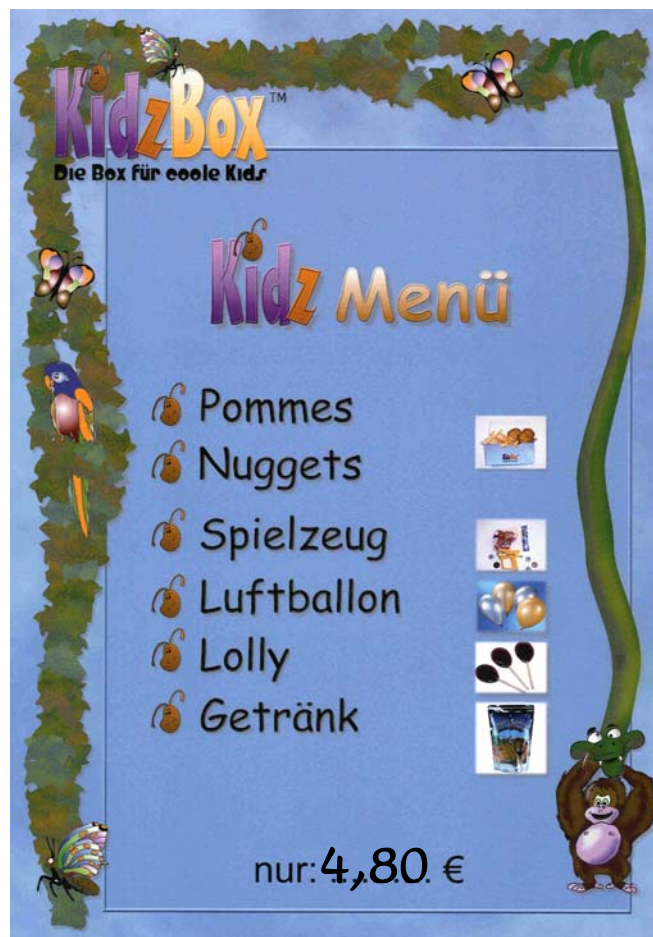 KidzBox™
Die Box für coole Kids
Kidz Menü
Pommes
Nuggets
Spielzeug
Luftballon
Lolly
Getränk
nur: 4,80 €